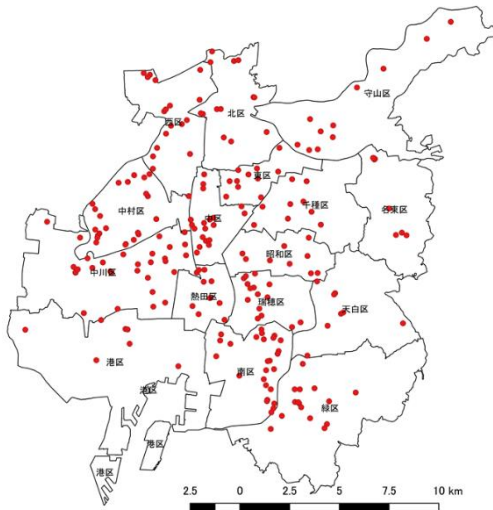 守山区
北区
西区
東区
千種区
名東区
中村区
中区
昭和区
中川区
熱田区
瑞穂区
天白区
港区
南区
港区
緑区
港区
港区
2.5 0 2.5 5 7.5 10 km